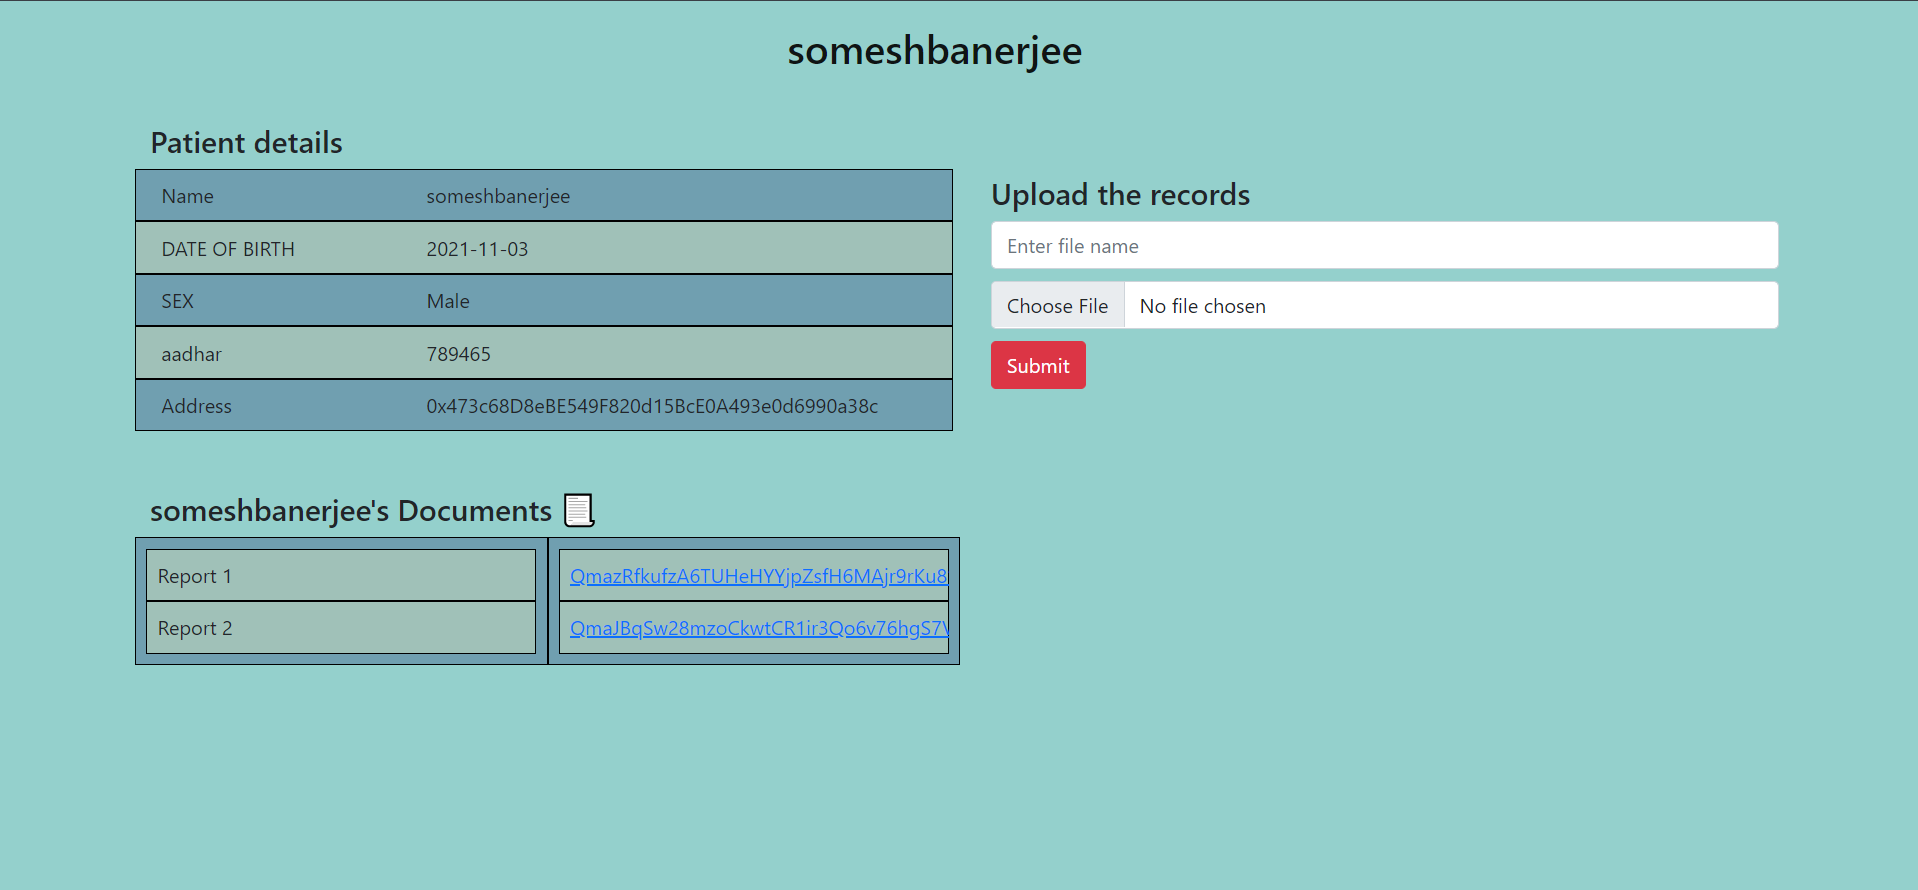 someshbanerjee
Patient details
Name someshbanerjee
DATE OF BIRTH 2021-11-03
SEX Male
aadhar 789465
Address 0x473c68D8eBE549F820d15BcE0A493e0d6990a38c
Upload the records
Enter file name
Choose File No file chosen
Submit
someshbanerjee's Documents
Report 1 QmazRfkufzA6TUHeHYYjpZsfH6MAjr9rKu8
Report 2 QmaJBqSw28mzoCkwtCR1ir3Qo6v76hgS7V